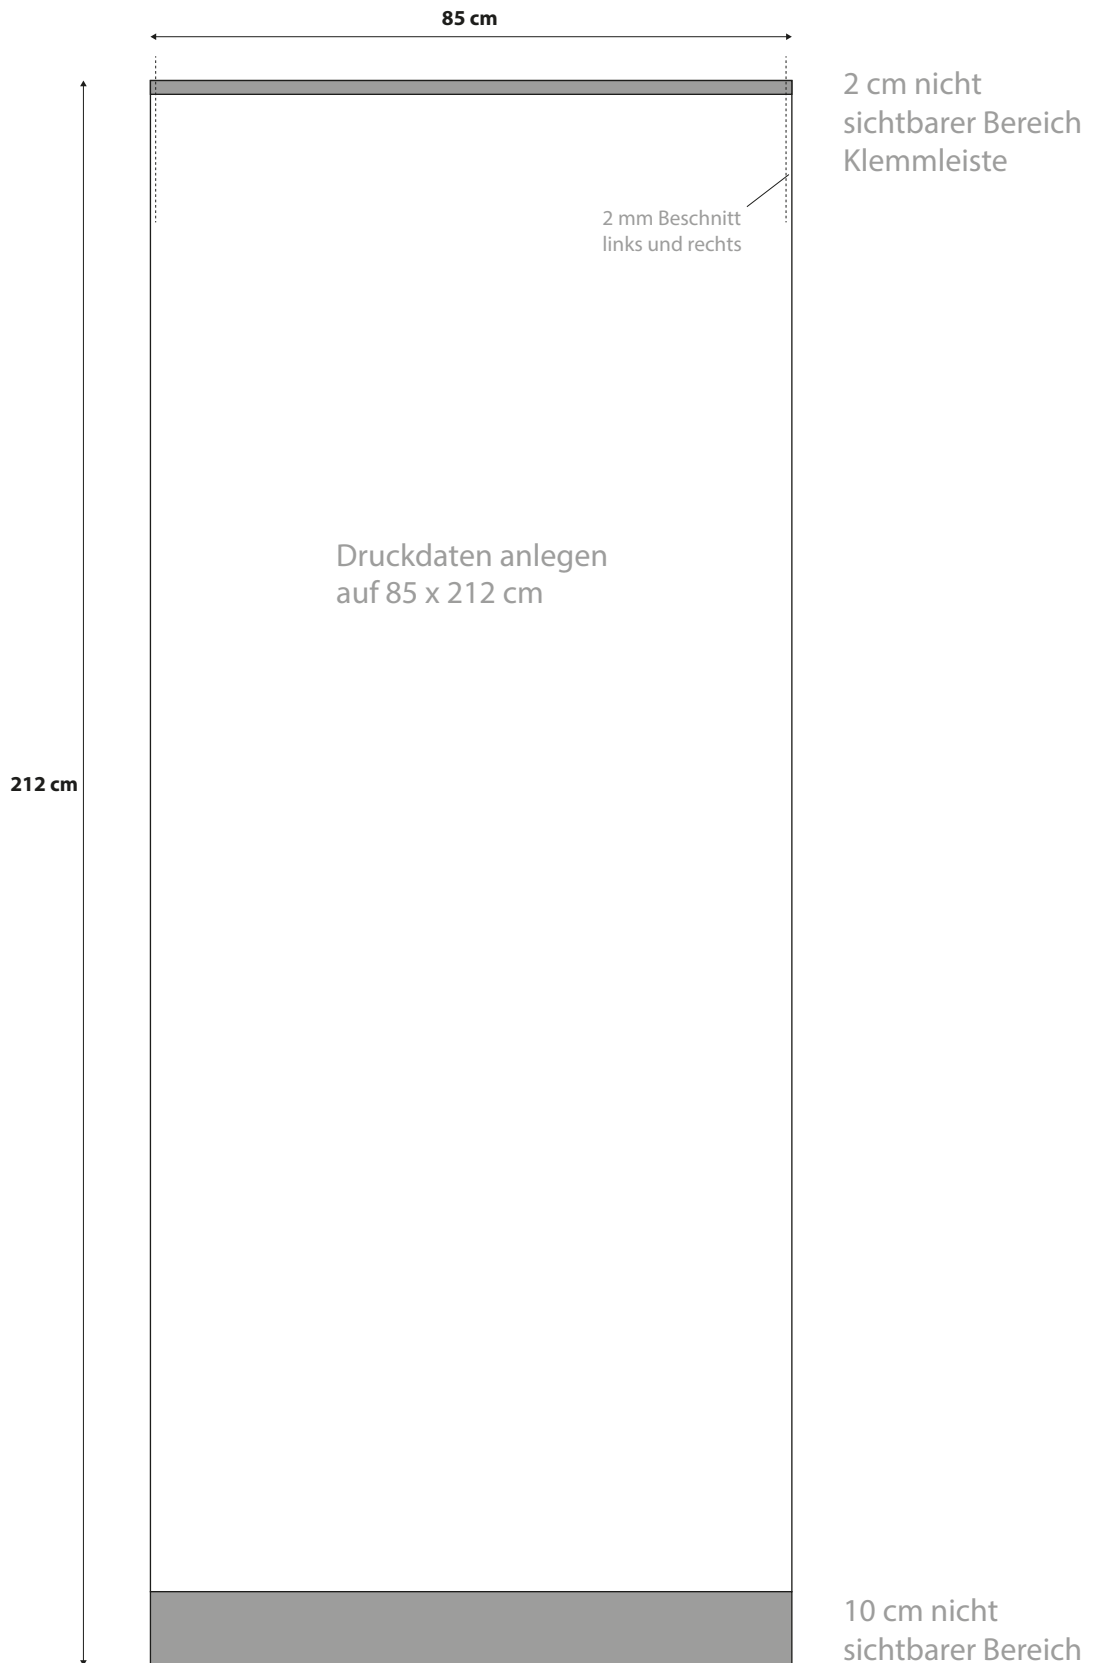 85 cm
2 cm nicht
sichtbarer Bereich
Klemmleiste
2 mm Beschnitt
links und rechts
Druckdaten anlegen
auf 85 x 212 cm
212 cm
10 cm nicht
sichtbarer Bereich